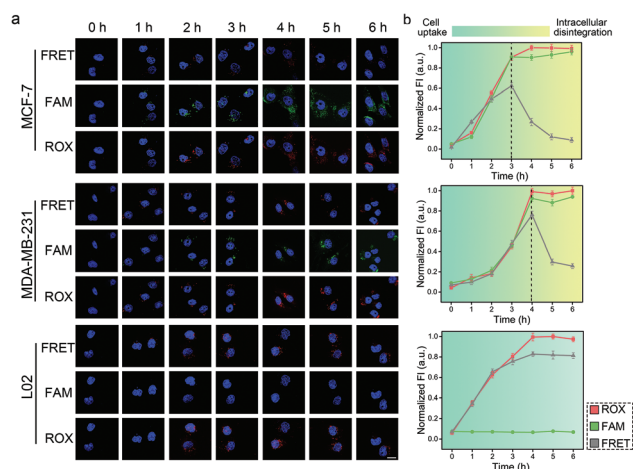 a
0 h 1 h 2 h 3 h 4 h 5 h 6 h
MCF-7
FRET
FAM
ROX
MDA-MB-231
FRET
FAM
ROX
L02
FRET
FAM
ROX
b
Cell uptake
Intracellular disintegration
Normalized FI (a.u.)
1.0
0.8
0.6
0.4
0.2
0.0
0 1 2 3 4 5 6
Time (h)
Normalized FI (a.u.)
1.0
0.8
0.6
0.4
0.2
0.0
0 1 2 3 4 5 6
Time (h)
Normalized FI (a.u.)
1.0
0.8
0.6
0.4
0.2
0.0
0 1 2 3 4 5 6
Time (h)
ROX
FAM
FRET